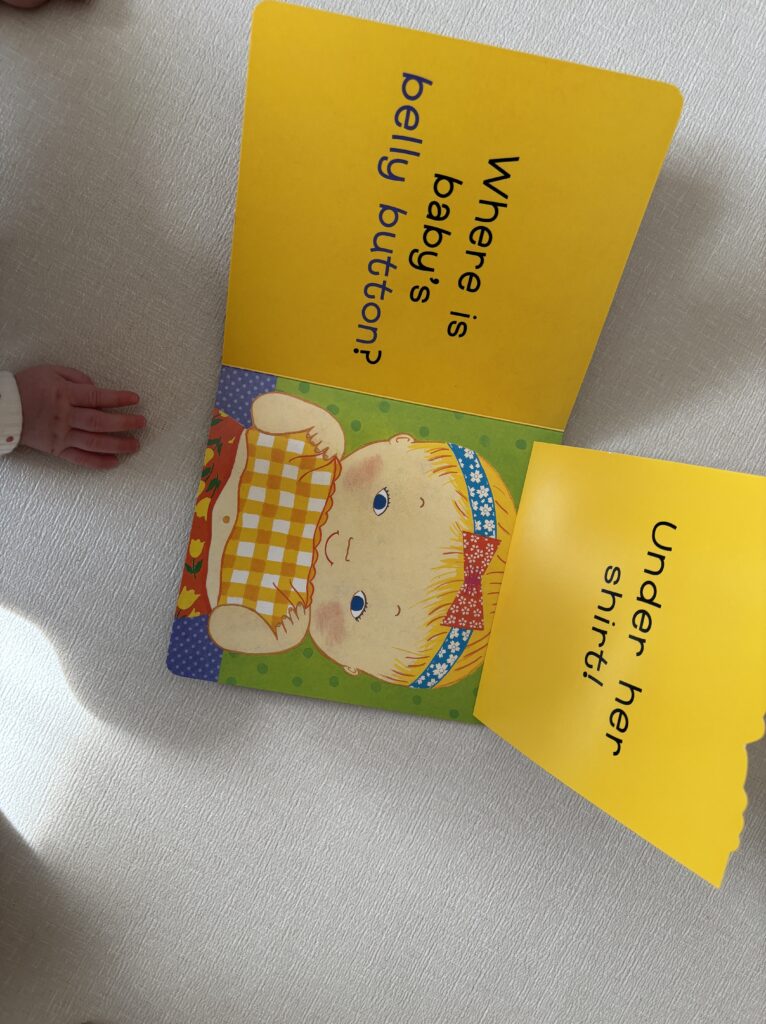 Where is
baby's
belly button?
Under her
shirt!